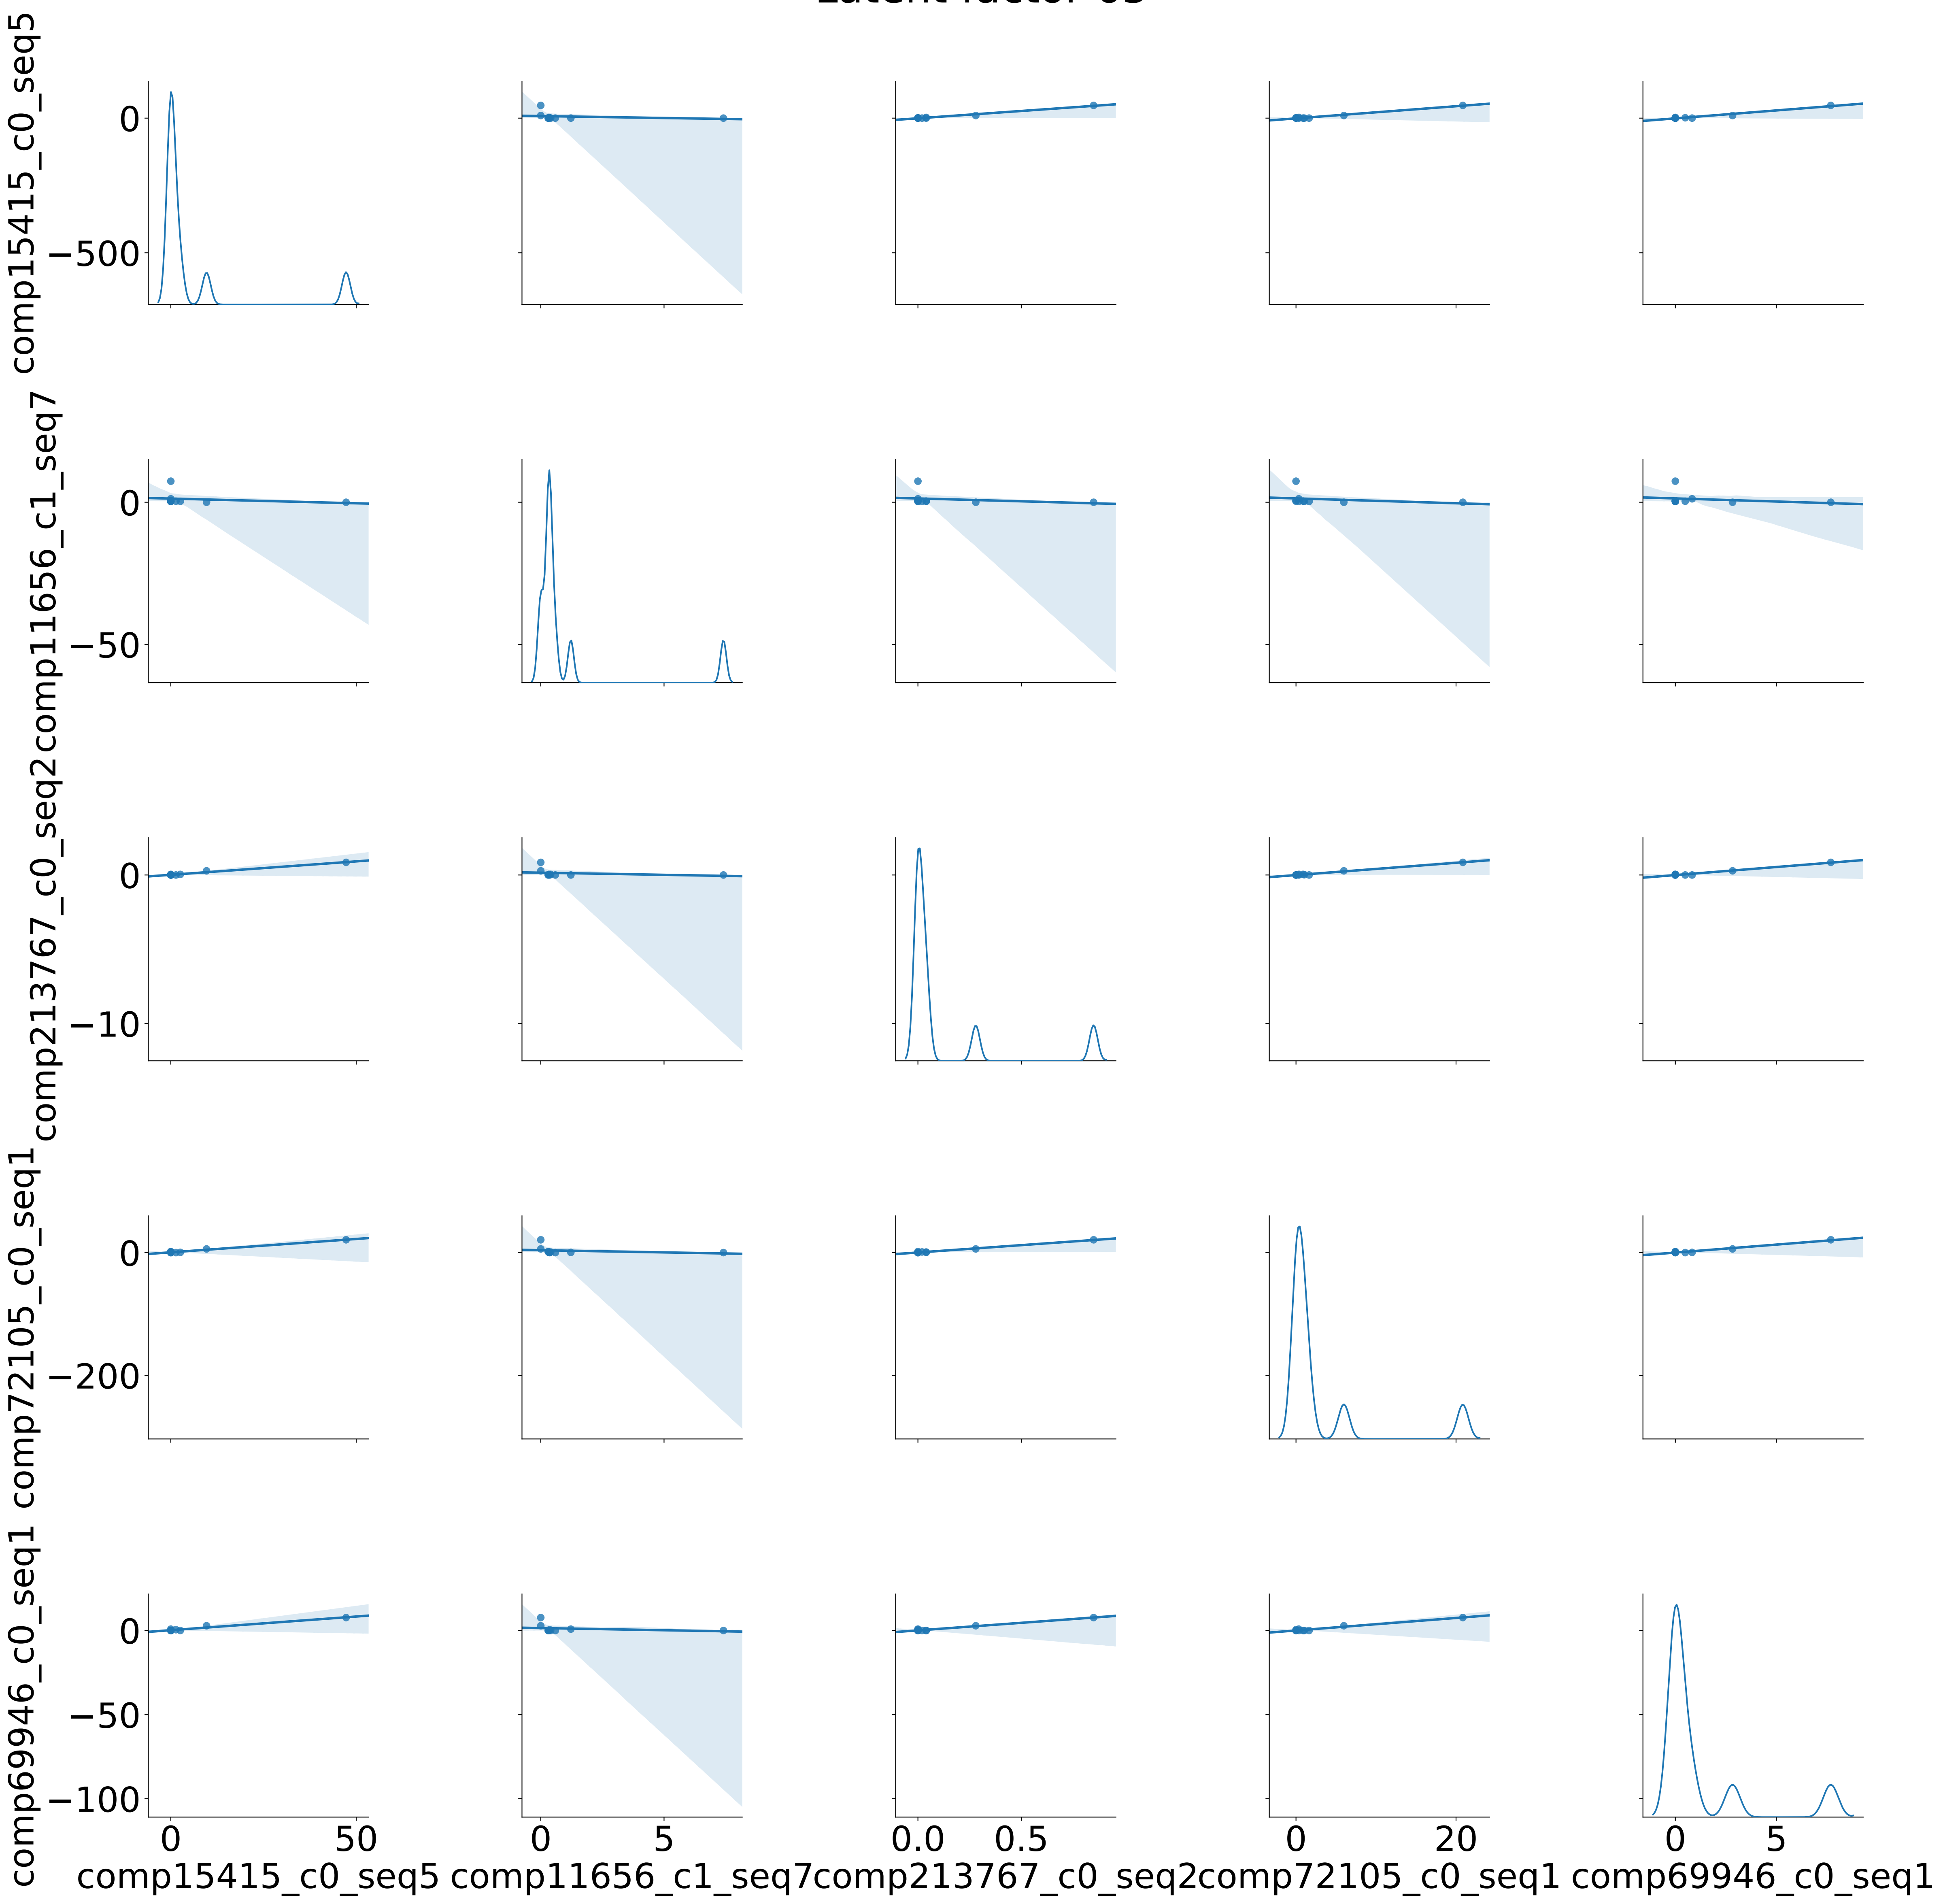 0
−500
comp15415_c0_seq5
0
−50
comp11656_c1_seq7
0
−10
comp213767_c0_seq2
0
−200
comp72105_c0_seq1
0
−50
−100
comp69946_c0_seq1
0 50 0 5 0.0 0.5 0 20 0 5
comp15415_c0_seq5 comp11656_c1_seq7 comp213767_c0_seq2 comp72105_c0_seq1 comp69946_c0_seq1